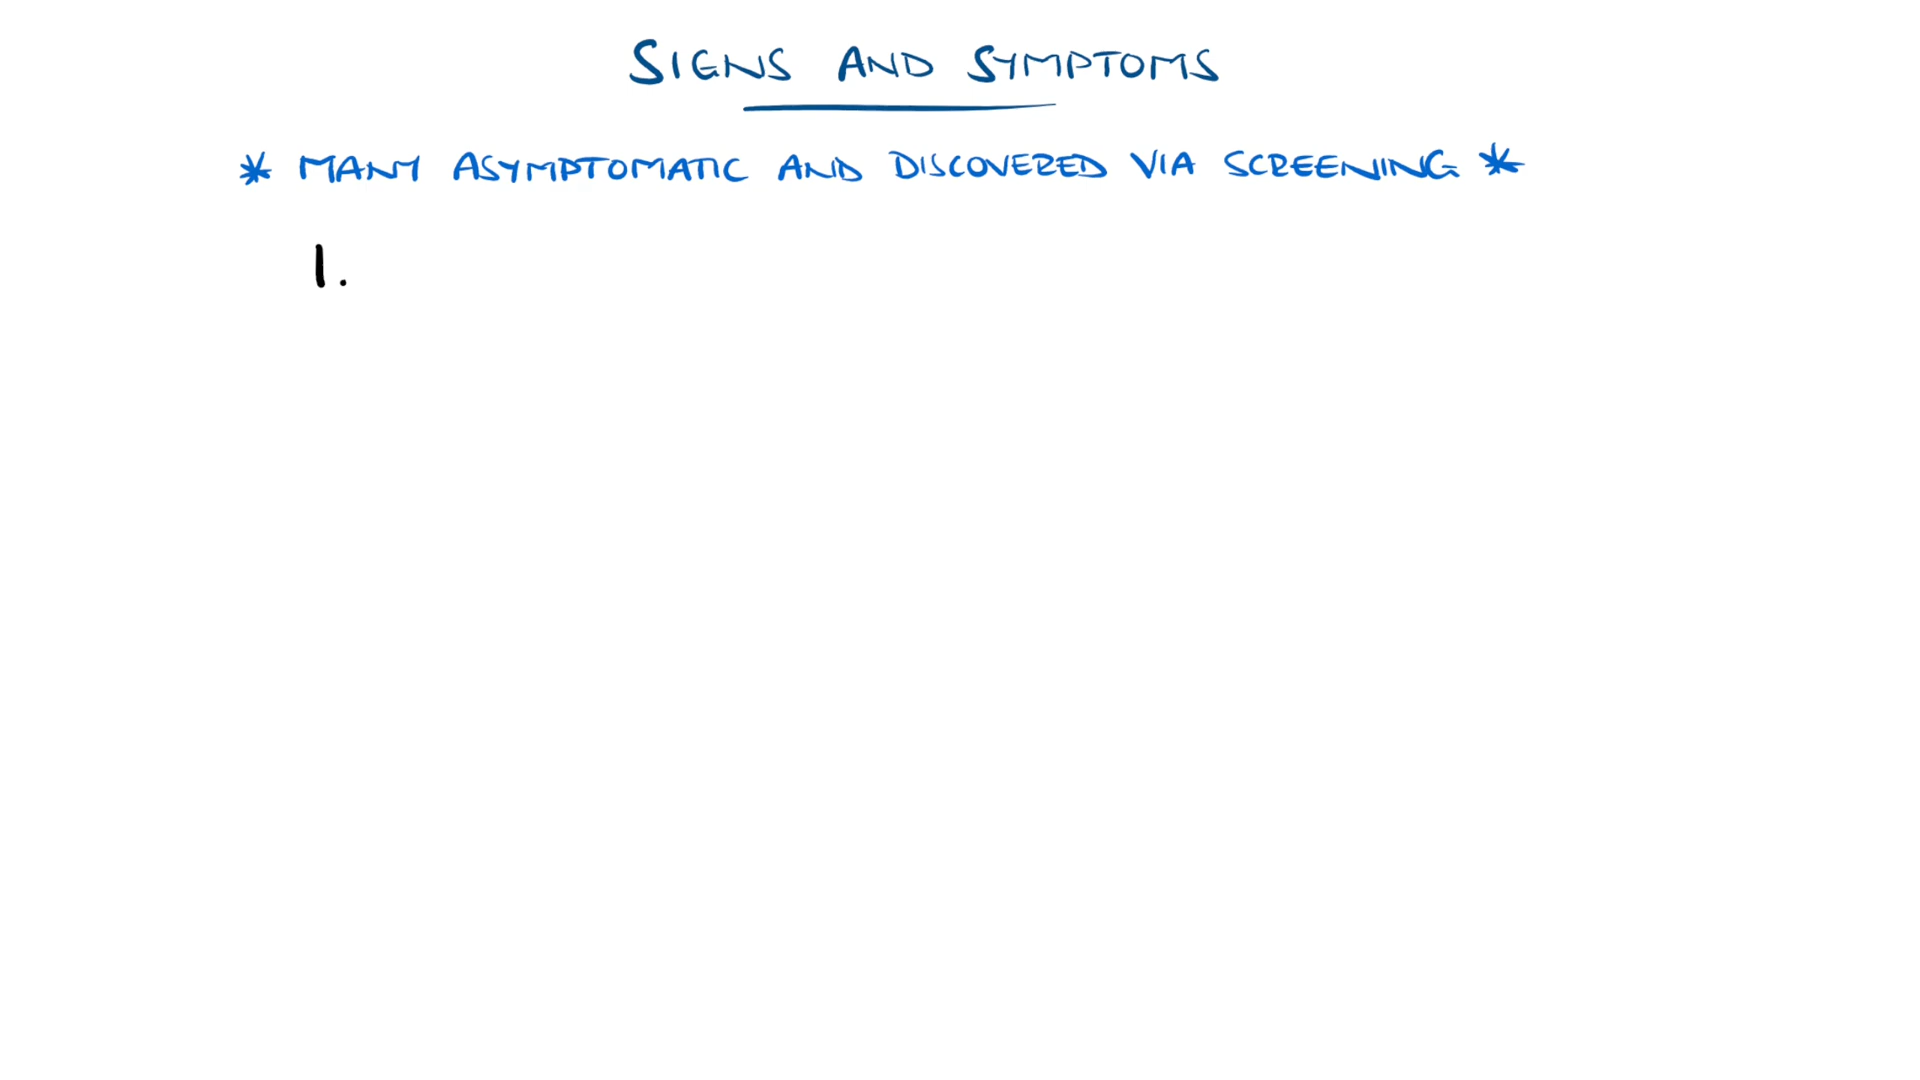 SIGNS AND SYMPTOMS
* MANY ASYMPTOMATIC AND DISCOVERED VIA SCREENING *
1.